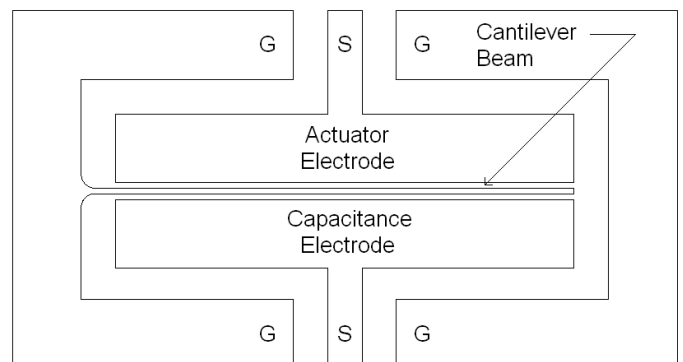 G S G
Cantilever
Beam
Actuator
Electrode
Capacitance
Electrode
G S G